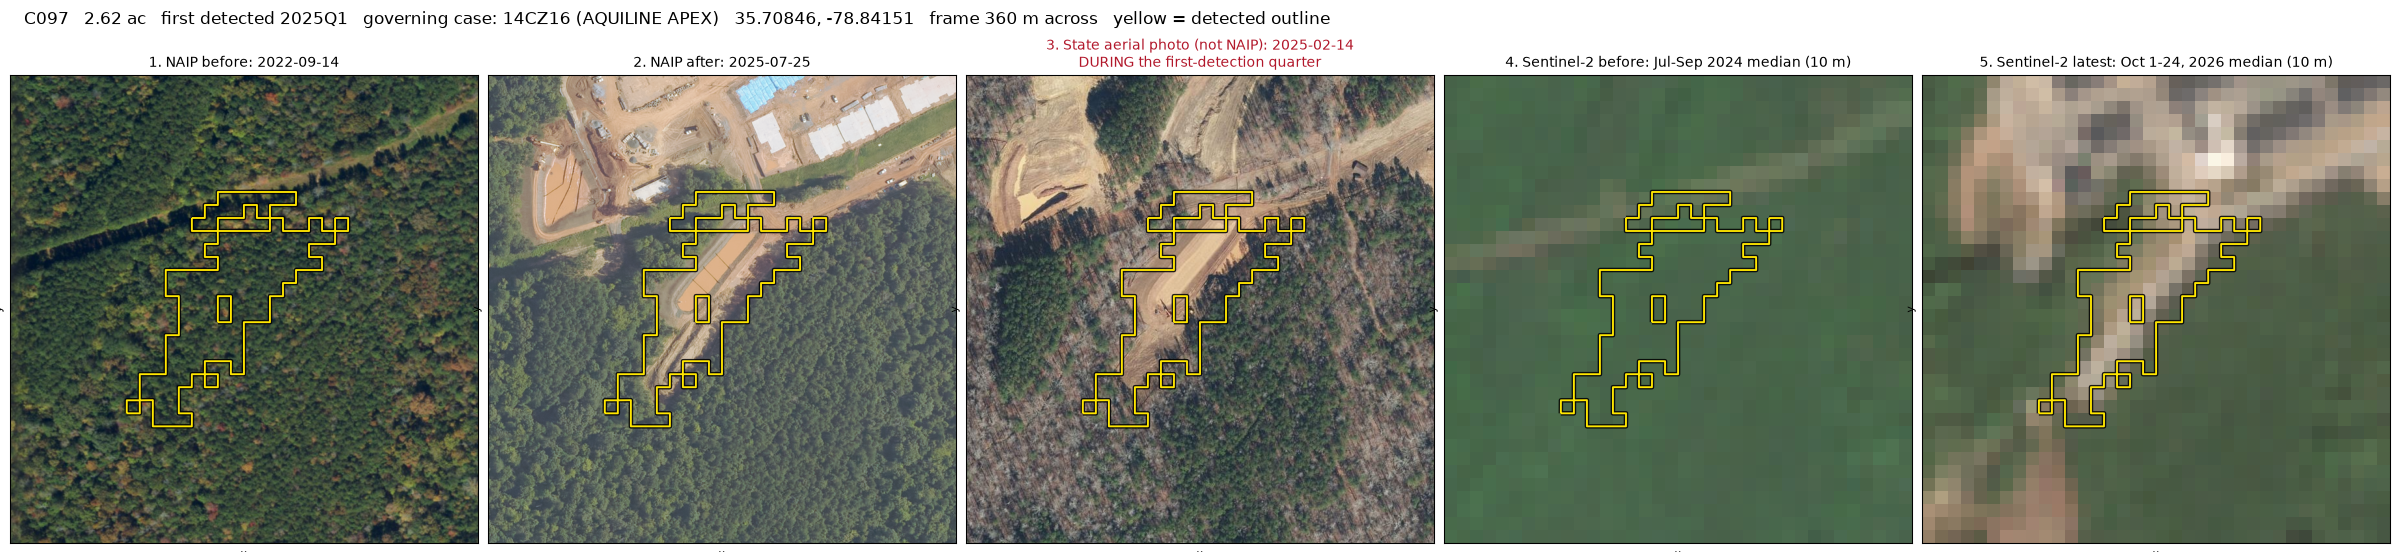 C097   2.62 ac   first detected 2025Q1   governing case: 14CZ16 (AQUILINE APEX)   35.70846, -78.84151   frame 360 m across   yellow = detected outline
1. NAIP before: 2022-09-14
2. NAIP after: 2025-07-25
3. State aerial photo (not NAIP): 2025-02-14
DURING the first-detection quarter
4. Sentinel-2 before: Jul-Sep 2024 median (10 m)
5. Sentinel-2 latest: Oct 1-24, 2026 median (10 m)